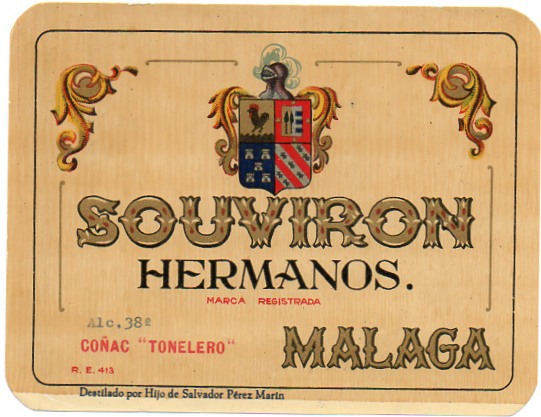 SOUVIRON
HERMANOS.
MARCA REGISTRADA
Alc. 38º
COÑAC "TONELERO"
MALAGA
R. E. 413
Destilado por Hijo de Salvador Pérez Marín